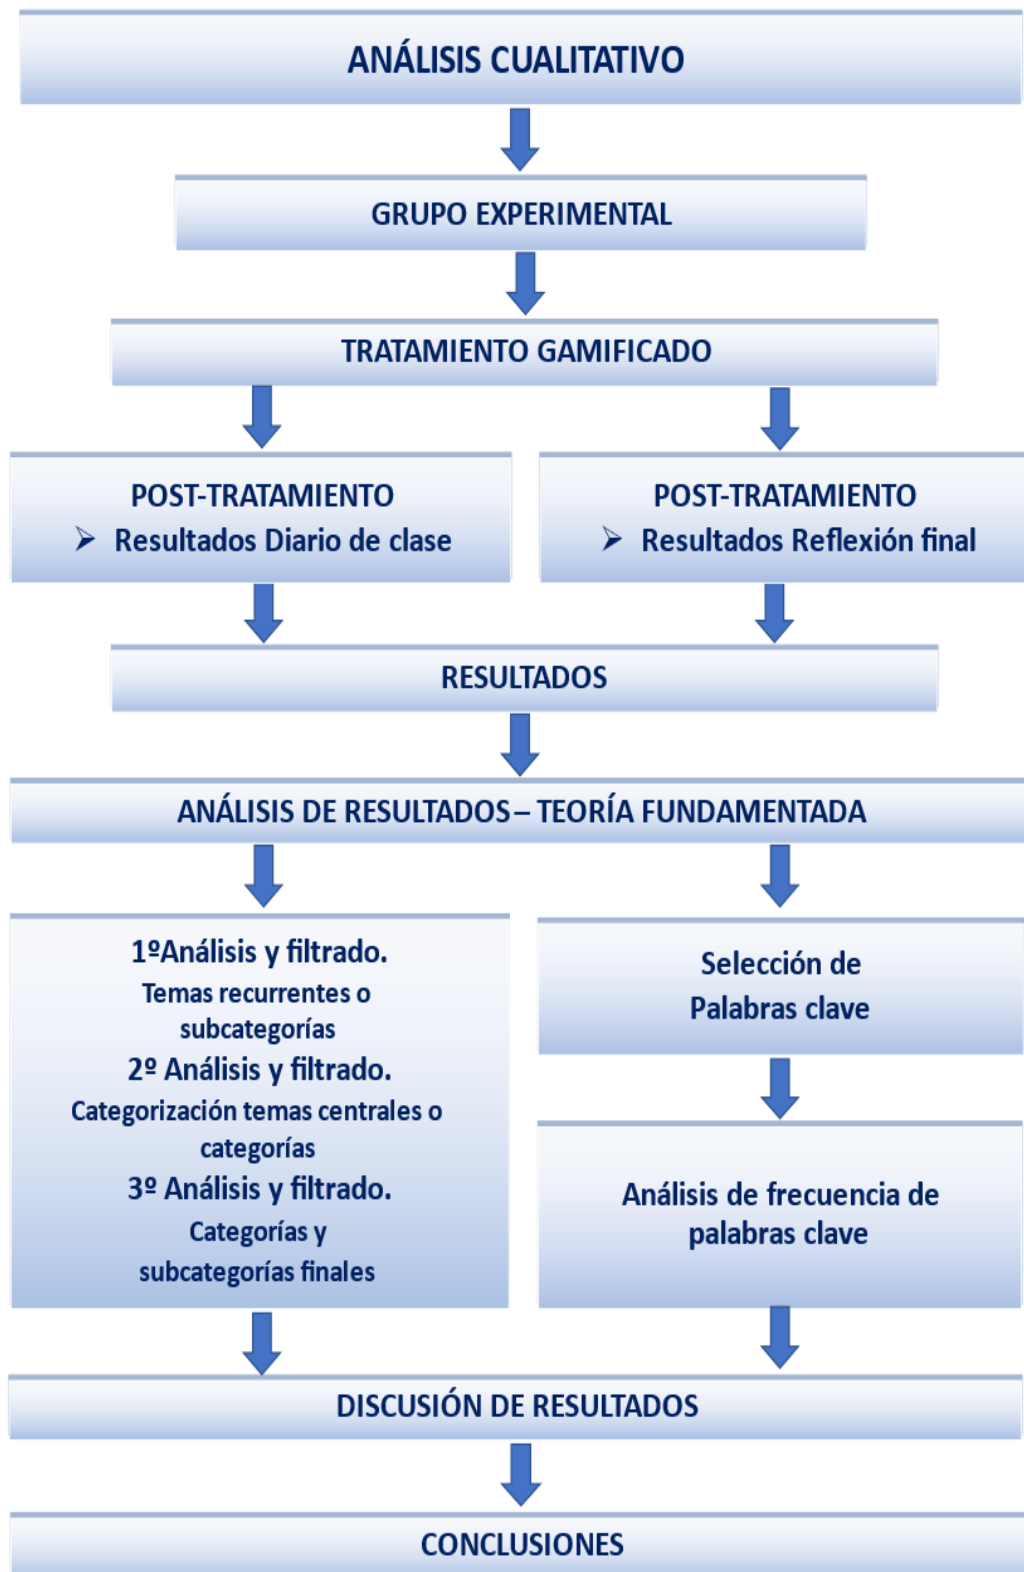 ANÁLISIS CUALITATIVO
GRUPO EXPERIMENTAL
TRATAMIENTO GAMIFICADO
POST-TRATAMIENTO
➢ Resultados Diario de clase
POST-TRATAMIENTO
➢ Resultados Reflexión final
RESULTADOS
ANÁLISIS DE RESULTADOS – TEORÍA FUNDAMENTADA
1ºAnálisis y filtrado.
Temas recurrentes o
subcategorías
2º Análisis y filtrado.
Categorización temas centrales o
categorías
3º Análisis y filtrado.
Categorías y
subcategorías finales
Selección de
Palabras clave
Análisis de frecuencia de
palabras clave
DISCUSIÓN DE RESULTADOS
CONCLUSIONES